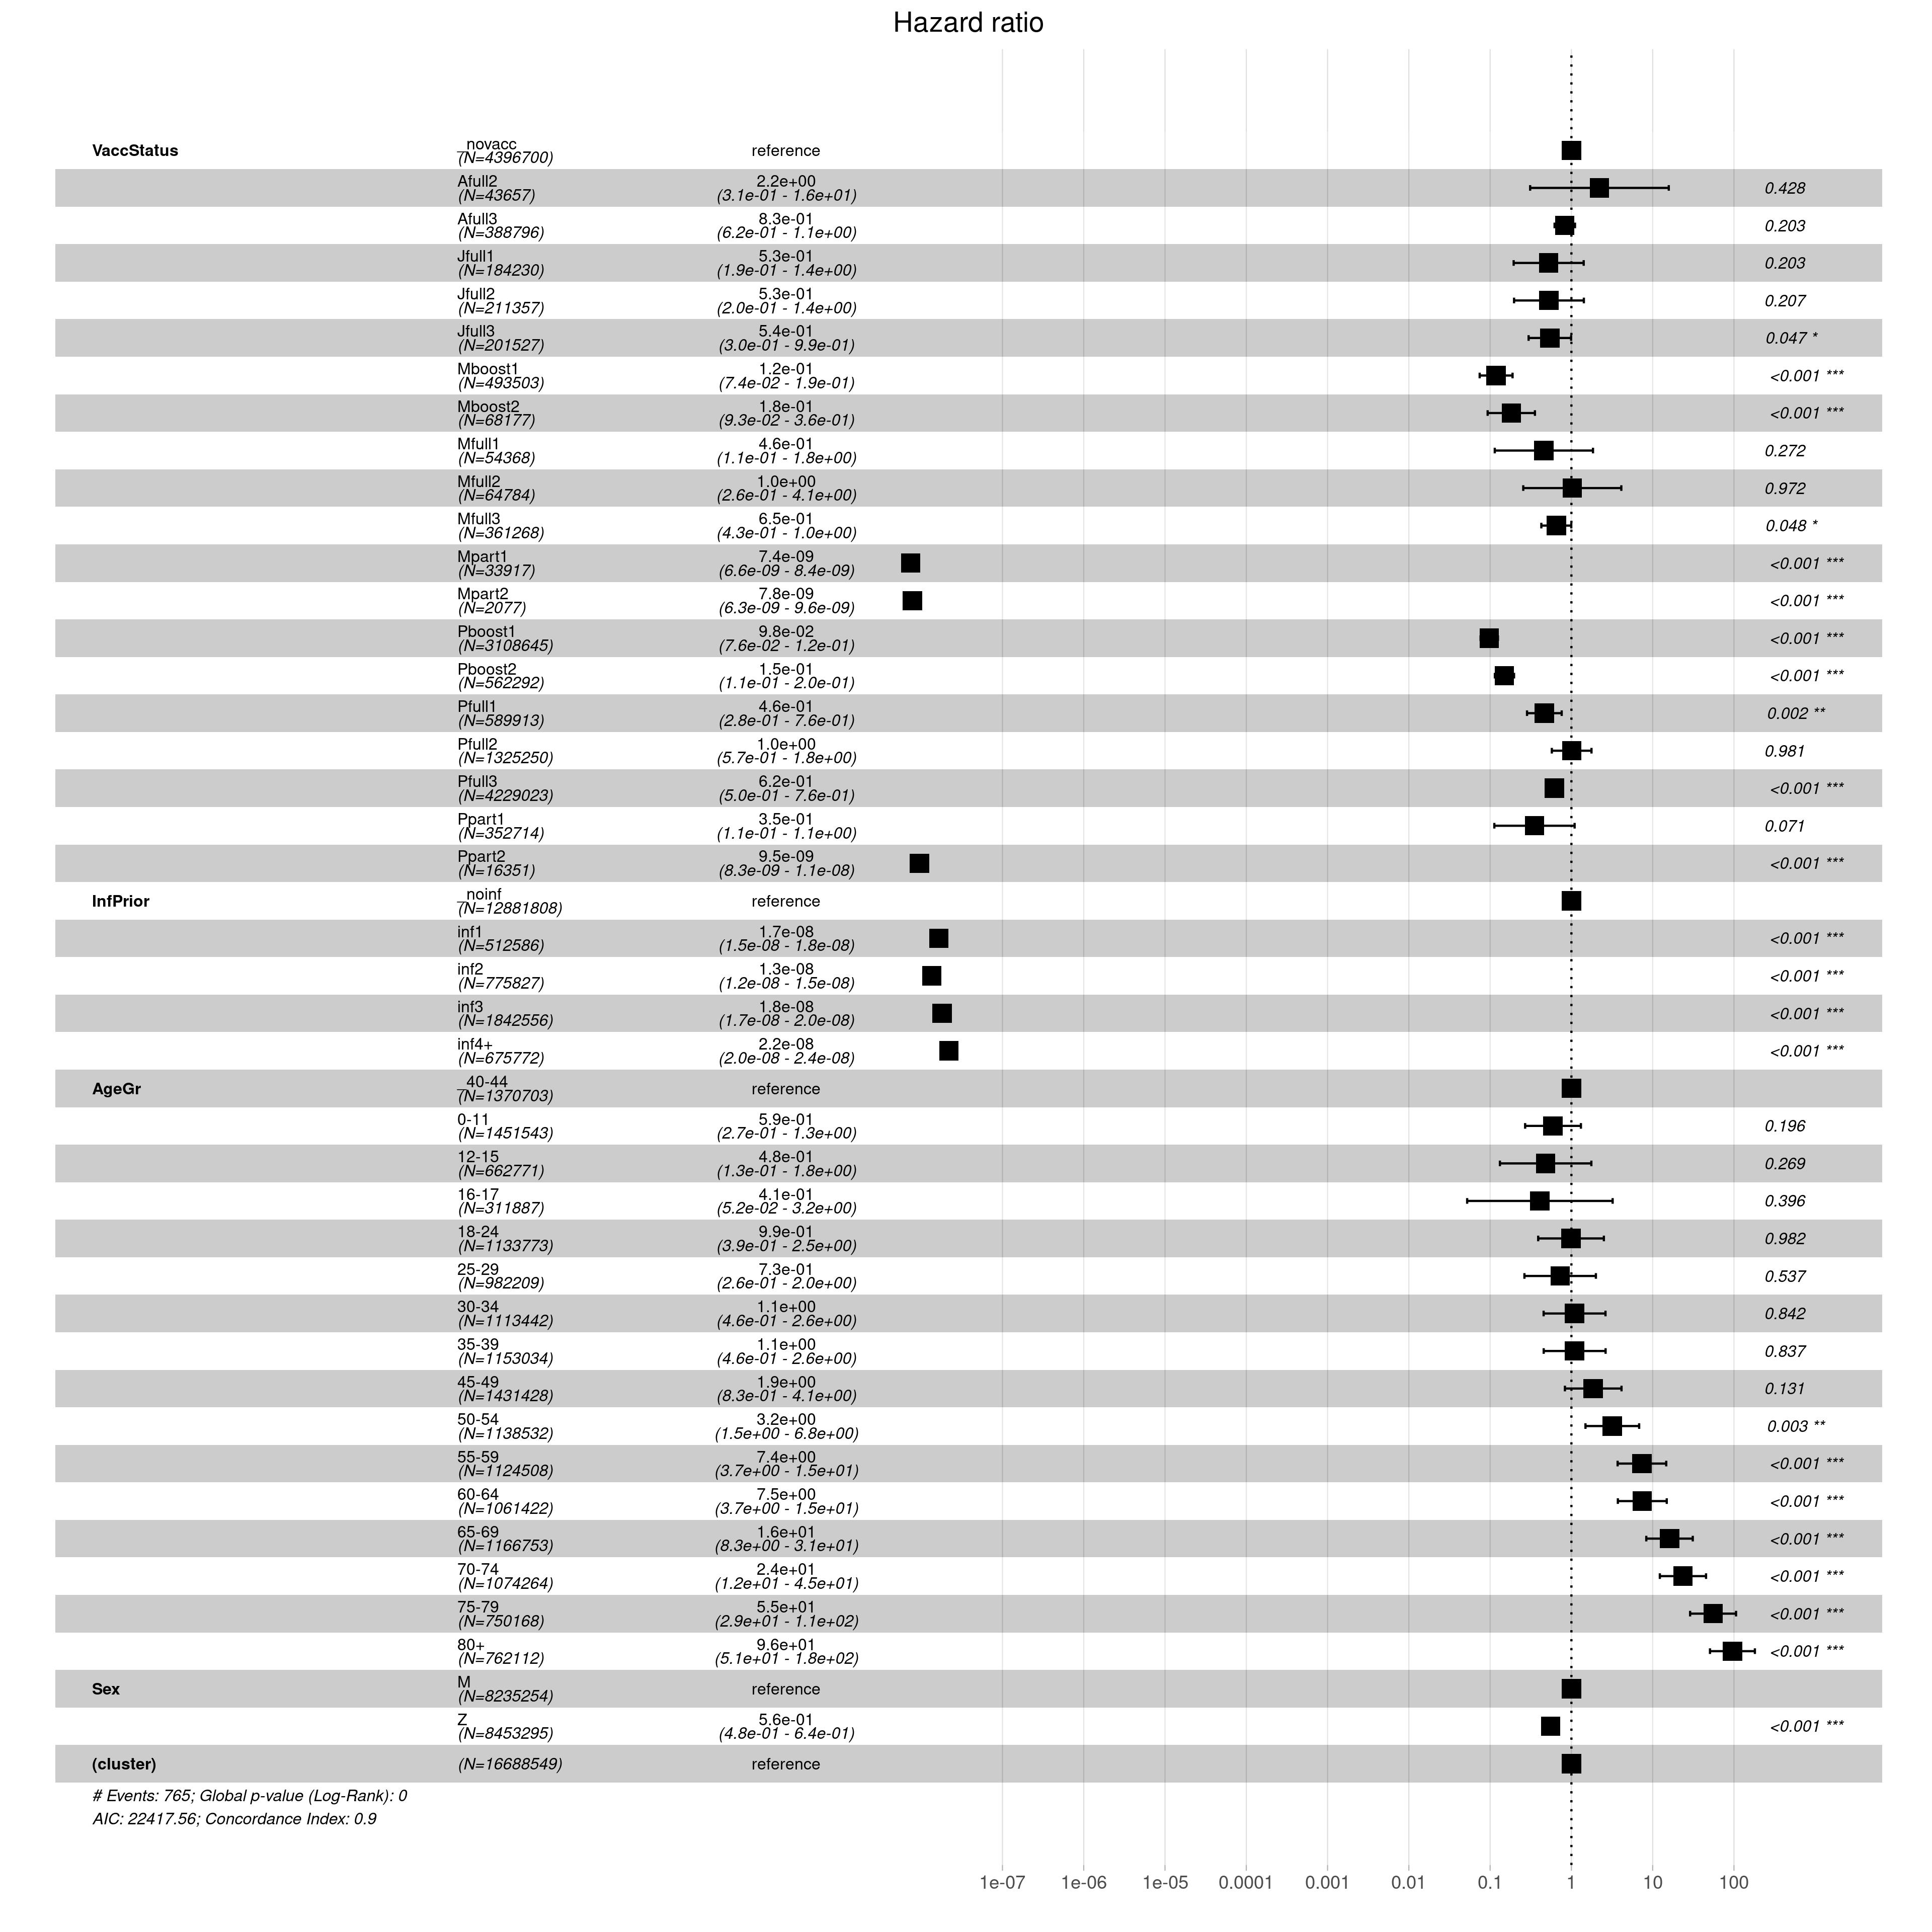 Hazard ratio
VaccStatus
_novacc
(N=4396700)
reference
Afull2
(N=43657)
2.2e+00
(3.1e-01 - 1.6e+01)
0.428
Afull3
(N=388796)
8.3e-01
(6.2e-01 - 1.1e+00)
0.203
Jfull1
(N=184230)
5.3e-01
(1.9e-01 - 1.4e+00)
0.203
Jfull2
(N=211357)
5.3e-01
(2.0e-01 - 1.4e+00)
0.207
Jfull3
(N=201527)
5.4e-01
(3.0e-01 - 9.9e-01)
0.047 *
Mboost1
(N=493503)
1.2e-01
(7.4e-02 - 1.9e-01)
<0.001 ***
Mboost2
(N=68177)
1.8e-01
(9.3e-02 - 3.6e-01)
<0.001 ***
Mfull1
(N=54368)
4.6e-01
(1.1e-01 - 1.8e+00)
0.272
Mfull2
(N=64784)
1.0e+00
(2.6e-01 - 4.1e+00)
0.972
Mfull3
(N=361268)
6.5e-01
(4.3e-01 - 1.0e+00)
0.048 *
Mpart1
(N=33917)
7.4e-09
(6.6e-09 - 8.4e-09)
<0.001 ***
Mpart2
(N=2077)
7.8e-09
(6.3e-09 - 9.6e-09)
<0.001 ***
Pboost1
(N=3108645)
9.8e-02
(7.6e-02 - 1.2e-01)
<0.001 ***
Pboost2
(N=562292)
1.5e-01
(1.1e-01 - 2.0e-01)
<0.001 ***
Pfull1
(N=589913)
4.6e-01
(2.8e-01 - 7.6e-01)
0.002 **
Pfull2
(N=1325250)
1.0e+00
(5.7e-01 - 1.8e+00)
0.981
Pfull3
(N=4229023)
6.2e-01
(5.0e-01 - 7.6e-01)
<0.001 ***
Ppart1
(N=352714)
3.5e-01
(1.1e-01 - 1.1e+00)
0.071
Ppart2
(N=16351)
9.5e-09
(8.3e-09 - 1.1e-08)
<0.001 ***
InfPrior
_noinf
(N=12881808)
reference
inf1
(N=512586)
1.7e-08
(1.5e-08 - 1.8e-08)
<0.001 ***
inf2
(N=775827)
1.3e-08
(1.2e-08 - 1.5e-08)
<0.001 ***
inf3
(N=1842556)
1.8e-08
(1.7e-08 - 2.0e-08)
<0.001 ***
inf4+
(N=675772)
2.2e-08
(2.0e-08 - 2.4e-08)
<0.001 ***
AgeGr
_40-44
(N=1370703)
reference
0-11
(N=1451543)
5.9e-01
(2.7e-01 - 1.3e+00)
0.196
12-15
(N=662771)
4.8e-01
(1.3e-01 - 1.8e+00)
0.269
16-17
(N=311887)
4.1e-01
(5.2e-02 - 3.2e+00)
0.396
18-24
(N=1133773)
9.9e-01
(3.9e-01 - 2.5e+00)
0.982
25-29
(N=982209)
7.3e-01
(2.6e-01 - 2.0e+00)
0.537
30-34
(N=1113442)
1.1e+00
(4.6e-01 - 2.6e+00)
0.842
35-39
(N=1153034)
1.1e+00
(4.6e-01 - 2.6e+00)
0.837
45-49
(N=1431428)
1.9e+00
(8.3e-01 - 4.1e+00)
0.131
50-54
(N=1138532)
3.2e+00
(1.5e+00 - 6.8e+00)
0.003 **
55-59
(N=1124508)
7.4e+00
(3.7e+00 - 1.5e+01)
<0.001 ***
60-64
(N=1061422)
7.5e+00
(3.7e+00 - 1.5e+01)
<0.001 ***
65-69
(N=1166753)
1.6e+01
(8.3e+00 - 3.1e+01)
<0.001 ***
70-74
(N=1074264)
2.4e+01
(1.2e+01 - 4.5e+01)
<0.001 ***
75-79
(N=750168)
5.5e+01
(2.9e+01 - 1.1e+02)
<0.001 ***
80+
(N=762112)
9.6e+01
(5.1e+01 - 1.8e+02)
<0.001 ***
Sex
M
(N=8235254)
reference
Z
(N=8453295)
5.6e-01
(4.8e-01 - 6.4e-01)
<0.001 ***
(cluster)
(N=16688549)
reference
# Events: 765; Global p-value (Log-Rank): 0
AIC: 22417.56; Concordance Index: 0.9
1e-07 1e-06 1e-05 0.0001 0.001 0.01 0.1 1 10 100